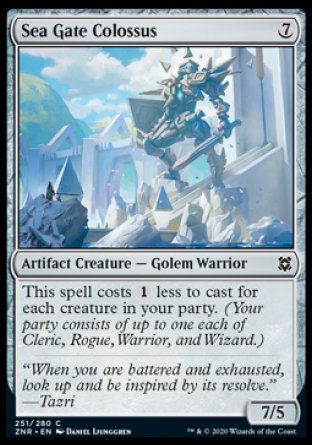 Sea Gate Colossus 7
Artifact Creature — Golem Warrior
This spell costs 1 less to cast for
each creature in your party. (Your
party consists of up to one each of
Cleric, Rogue, Warrior, and Wizard.)
“When you are battered and exhausted,
look up and be inspired by its resolve.”
—Tazri
7/5
251/280 C
ZNR • EN Daniel Ljunggren
™ & © 2020 Wizards of the Coast